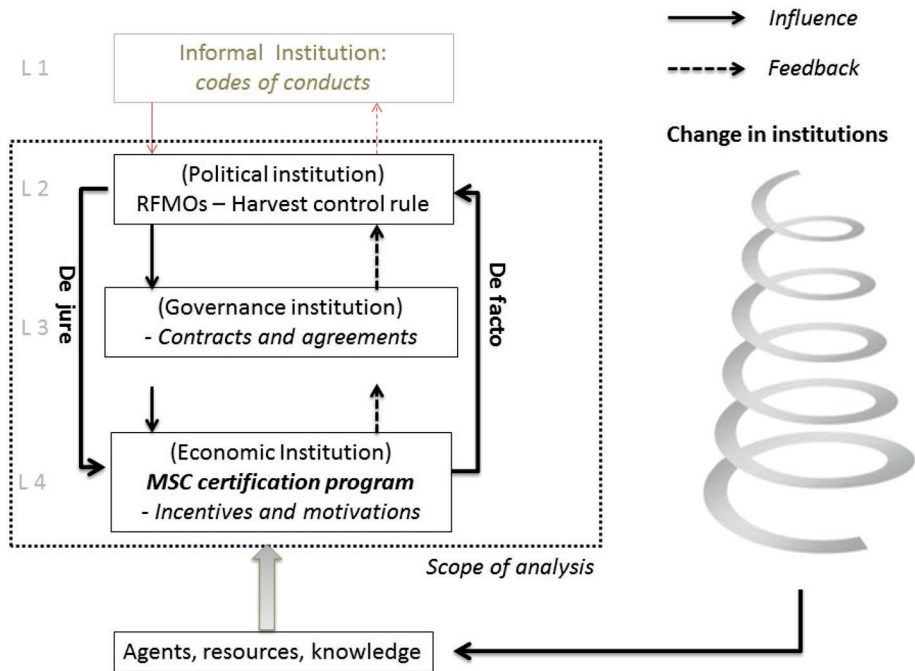 Influence
Feedback
L 1
Informal Institution:
codes of conducts
Change in institutions
L 2
(Political institution)
RFMOs – Harvest control rule
De jure
De facto
L 3
(Governance institution)
- Contracts and agreements
L 4
(Economic Institution)
MSC certification program
- Incentives and motivations
Scope of analysis
Agents, resources, knowledge